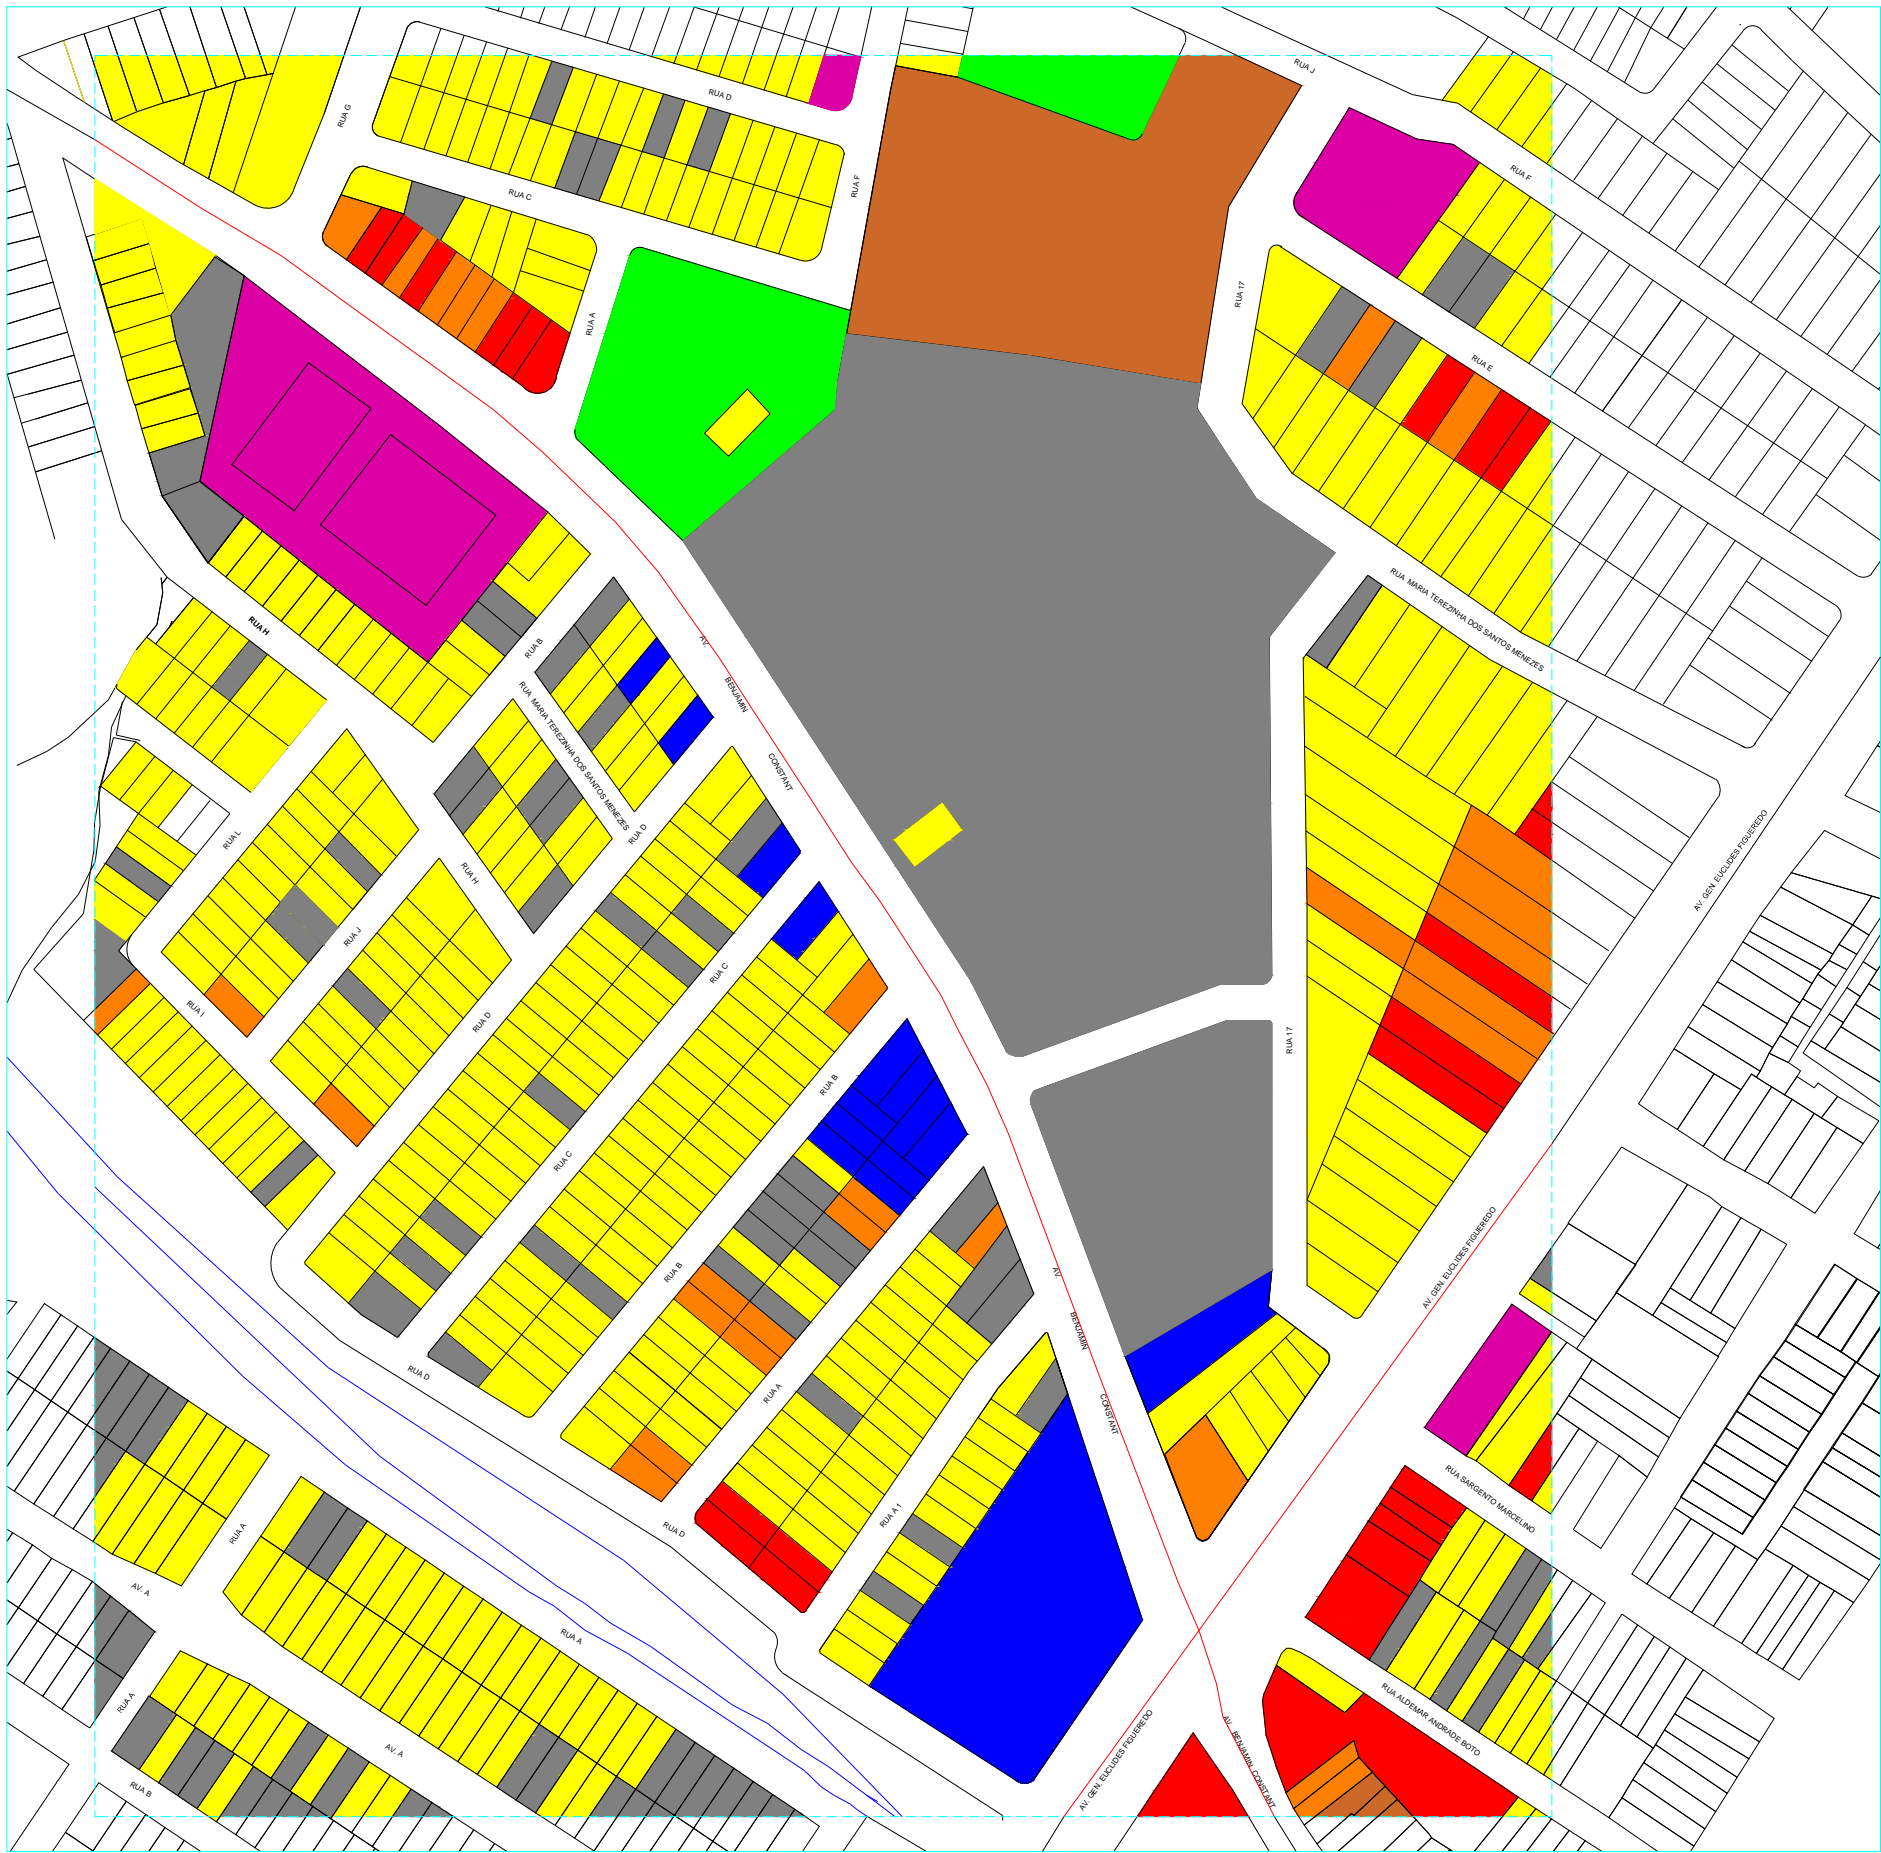 RUA J
RUA D
RUA G
RUA F
RUA F
RUA C
RUA 17
RUA A
RUA E
RUA MARIA TEREZINHA DOS SANTOS MENEZES
RUA H
RUA B
AV.
BENJAMIN
CONSTANT
RUA MARIA TEREZINHA DOS SANTOS MENEZES
RUA D
RUA L
RUA H
AV. GEN. EUCLIDES FIGUEREDO
RUA J
RUA C
RUA I
RUA D
RUA 17
RUA B
RUA C
AV. GEN. EUCLIDES FIGUEREDO
RUA B
AV.
BENJAMIN
CONSTANT
RUA D
RUA A
RUA SARGENTO MARCELINO
RUA A 1
RUA D
RUA A
AV. A
RUA A
RUA A
RUA ALDEMAR ANDRADE BOTO
AV. A
RUA B
AV. GEN. EUCLIDES FIGUEREDO
AV. BENJAMIN CONSTANT